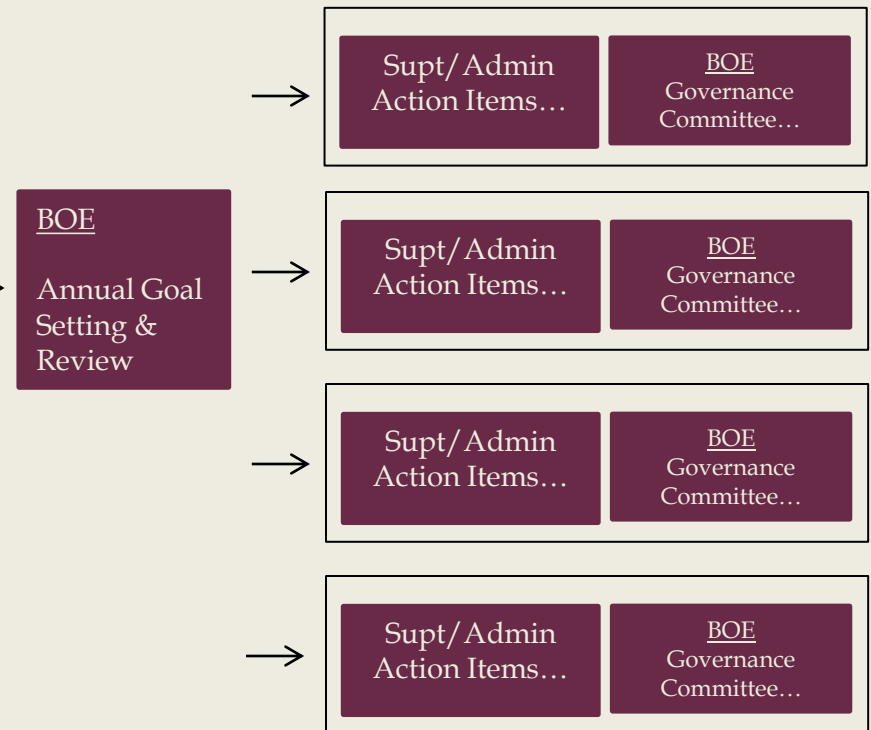 BOE
Annual Goal
Setting &
Review
Supt/Admin
Action Items…
BOE
Governance
Committee…
Supt/Admin
Action Items…
BOE
Governance
Committee…
Supt/Admin
Action Items…
BOE
Governance
Committee…
Supt/Admin
Action Items…
BOE
Governance
Committee…